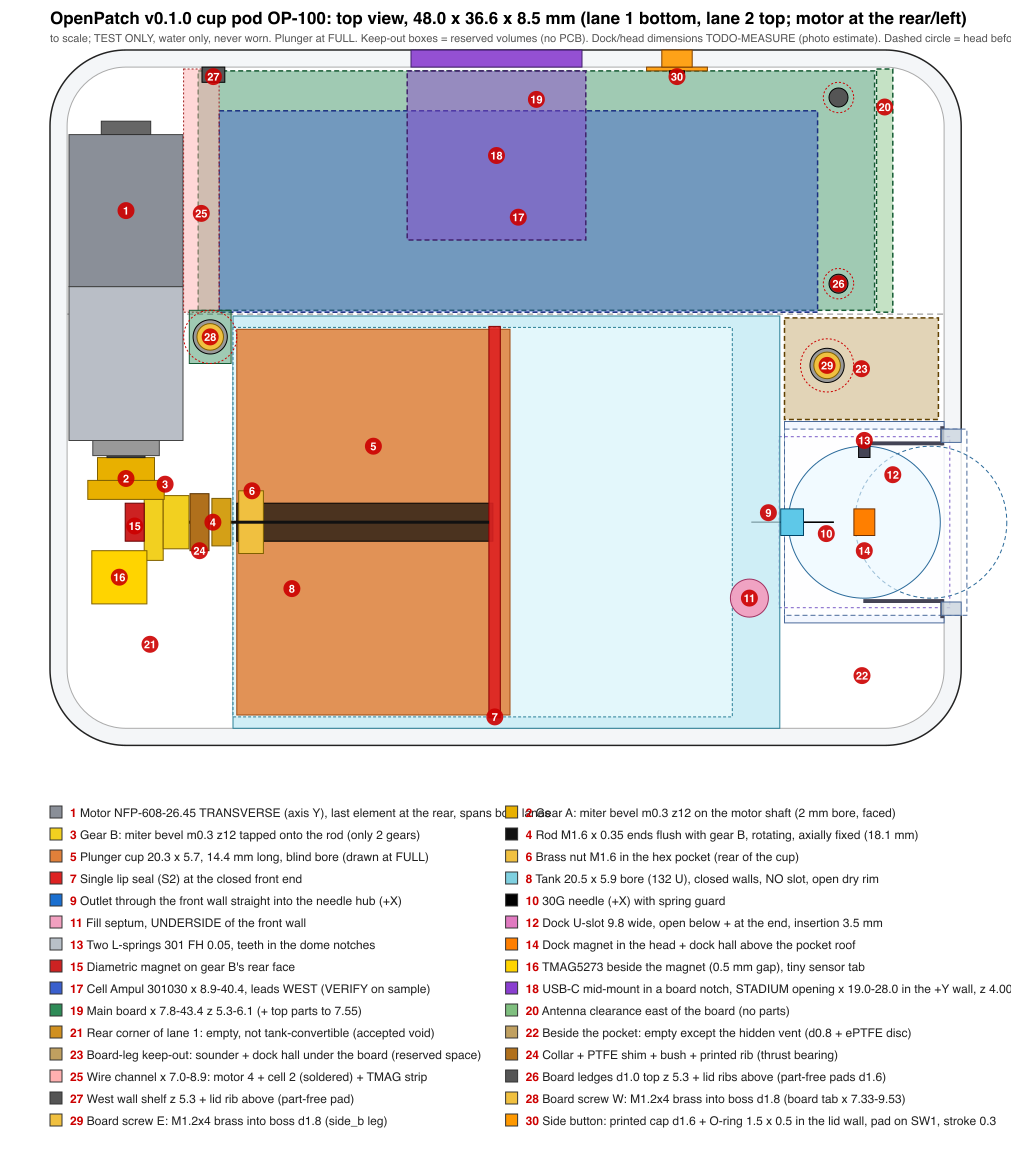 OpenPatch v0.1.0 cup pod OP-100: top view, 48.0 x 36.6 x 8.5 mm (lane 1 bottom, lane 2 top; motor at the rear/left)
to scale; TEST ONLY, water only, never worn. Plunger at FULL. Keep-out boxes = reserved volumes (no PCB). Dock/head dimensions TODO-MEASURE (photo estimate). Dashed circle = head befo
27
30
19
20
18
1
25
17
26
28
29
23
5
13
12
2
3
6
9
15
4
10
24
14
16
8
11
21
22
7
1 Motor NFP-608-26.45 TRANSVERSE (axis Y), last element at the rear, spans both lanes
2 Gear A: miter bevel m0.3 z12 on the motor shaft (2 mm bore, faced)
3 Gear B: miter bevel m0.3 z12 tapped onto the rod (only 2 gears)
4 Rod M1.6 x 0.35 ends flush with gear B, rotating, axially fixed (18.1 mm)
5 Plunger cup 20.3 x 5.7, 14.4 mm long, blind bore (drawn at FULL)
6 Brass nut M1.6 in the hex pocket (rear of the cup)
7 Single lip seal (S2) at the closed front end
8 Tank 20.5 x 5.9 bore (132 U), closed walls, NO slot, open dry rim
9 Outlet through the front wall straight into the needle hub (+X)
10 30G needle (+X) with spring guard
11 Fill septum, UNDERSIDE of the front wall
12 Dock U-slot 9.8 wide, open below + at the end, insertion 3.5 mm
13 Two L-springs 301 FH 0.05, teeth in the dome notches
14 Dock magnet in the head + dock hall above the pocket roof
15 Diametric magnet on gear B's rear face
16 TMAG5273 beside the magnet (0.5 mm gap), tiny sensor tab
17 Cell Ampul 301030 x 8.9-40.4, leads WEST (VERIFY on sample)
18 USB-C mid-mount in a board notch, STADIUM opening x 19.0-28.0 in the +Y wall, z 4.00
19 Main board x 7.8-43.4 z 5.3-6.1 (+ top parts to 7.55)
20 Antenna clearance east of the board (no parts)
21 Rear corner of lane 1: empty, not tank-convertible (accepted void)
22 Beside the pocket: empty except the hidden vent (d0.8 + ePTFE disc)
23 Board-leg keep-out: sounder + dock hall under the board (reserved space)
24 Collar + PTFE shim + bush + printed rib (thrust bearing)
25 Wire channel x 7.0-8.9: motor 4 + cell 2 (soldered) + TMAG strip
26 Board ledges d1.0 top z 5.3 + lid ribs above (part-free pads d1.6)
27 West wall shelf z 5.3 + lid rib above (part-free pad)
28 Board screw W: M1.2x4 brass into boss d1.8 (board tab x 7.33-9.53)
29 Board screw E: M1.2x4 brass into boss d1.8 (side_b leg)
30 Side button: printed cap d1.6 + O-ring 1.5 x 0.5 in the lid wall, pad on SW1, stroke 0.3